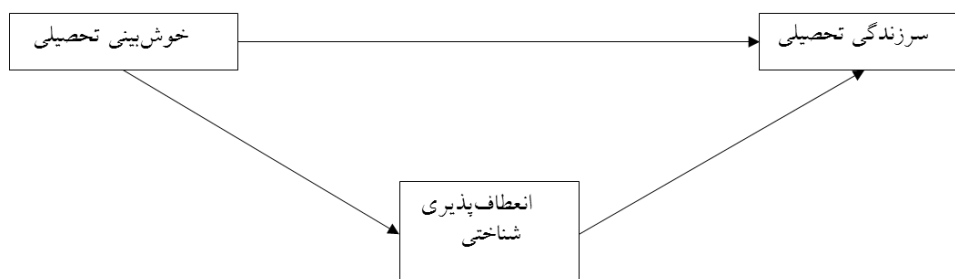 خوش‌بینی تحصیلی
سرزندگی تحصیلی
انعطاف‌پذیری
شناختی